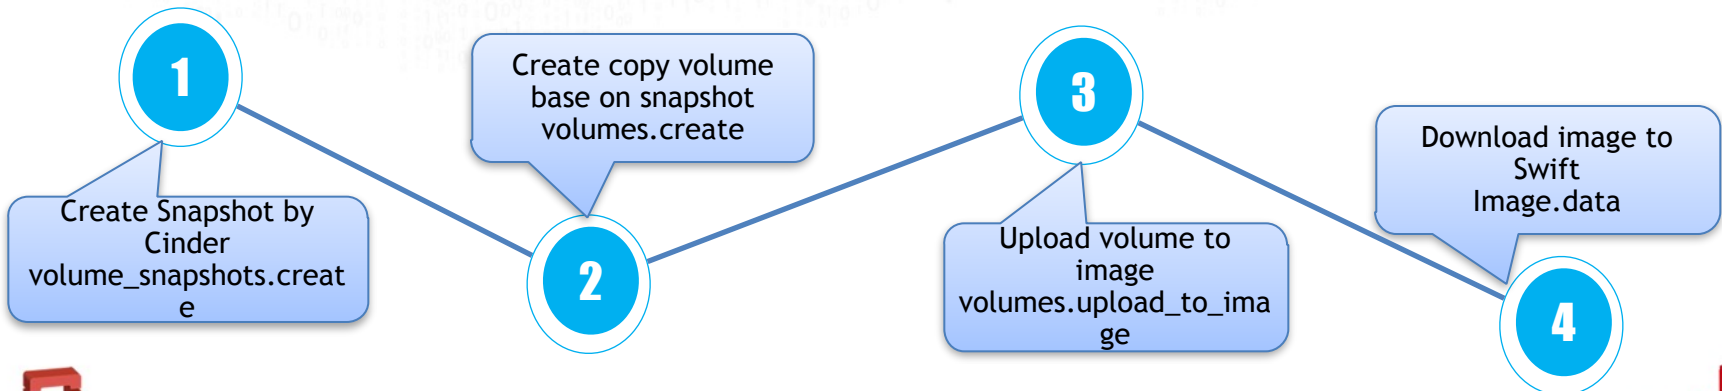 1
Create Snapshot by
Cinder
volume_snapshots.creat
e
2
Create copy volume
base on snapshot
volumes.create
3
Upload volume to
image
volumes.upload_to_ima
ge
4
Download image to
Swift
Image.data